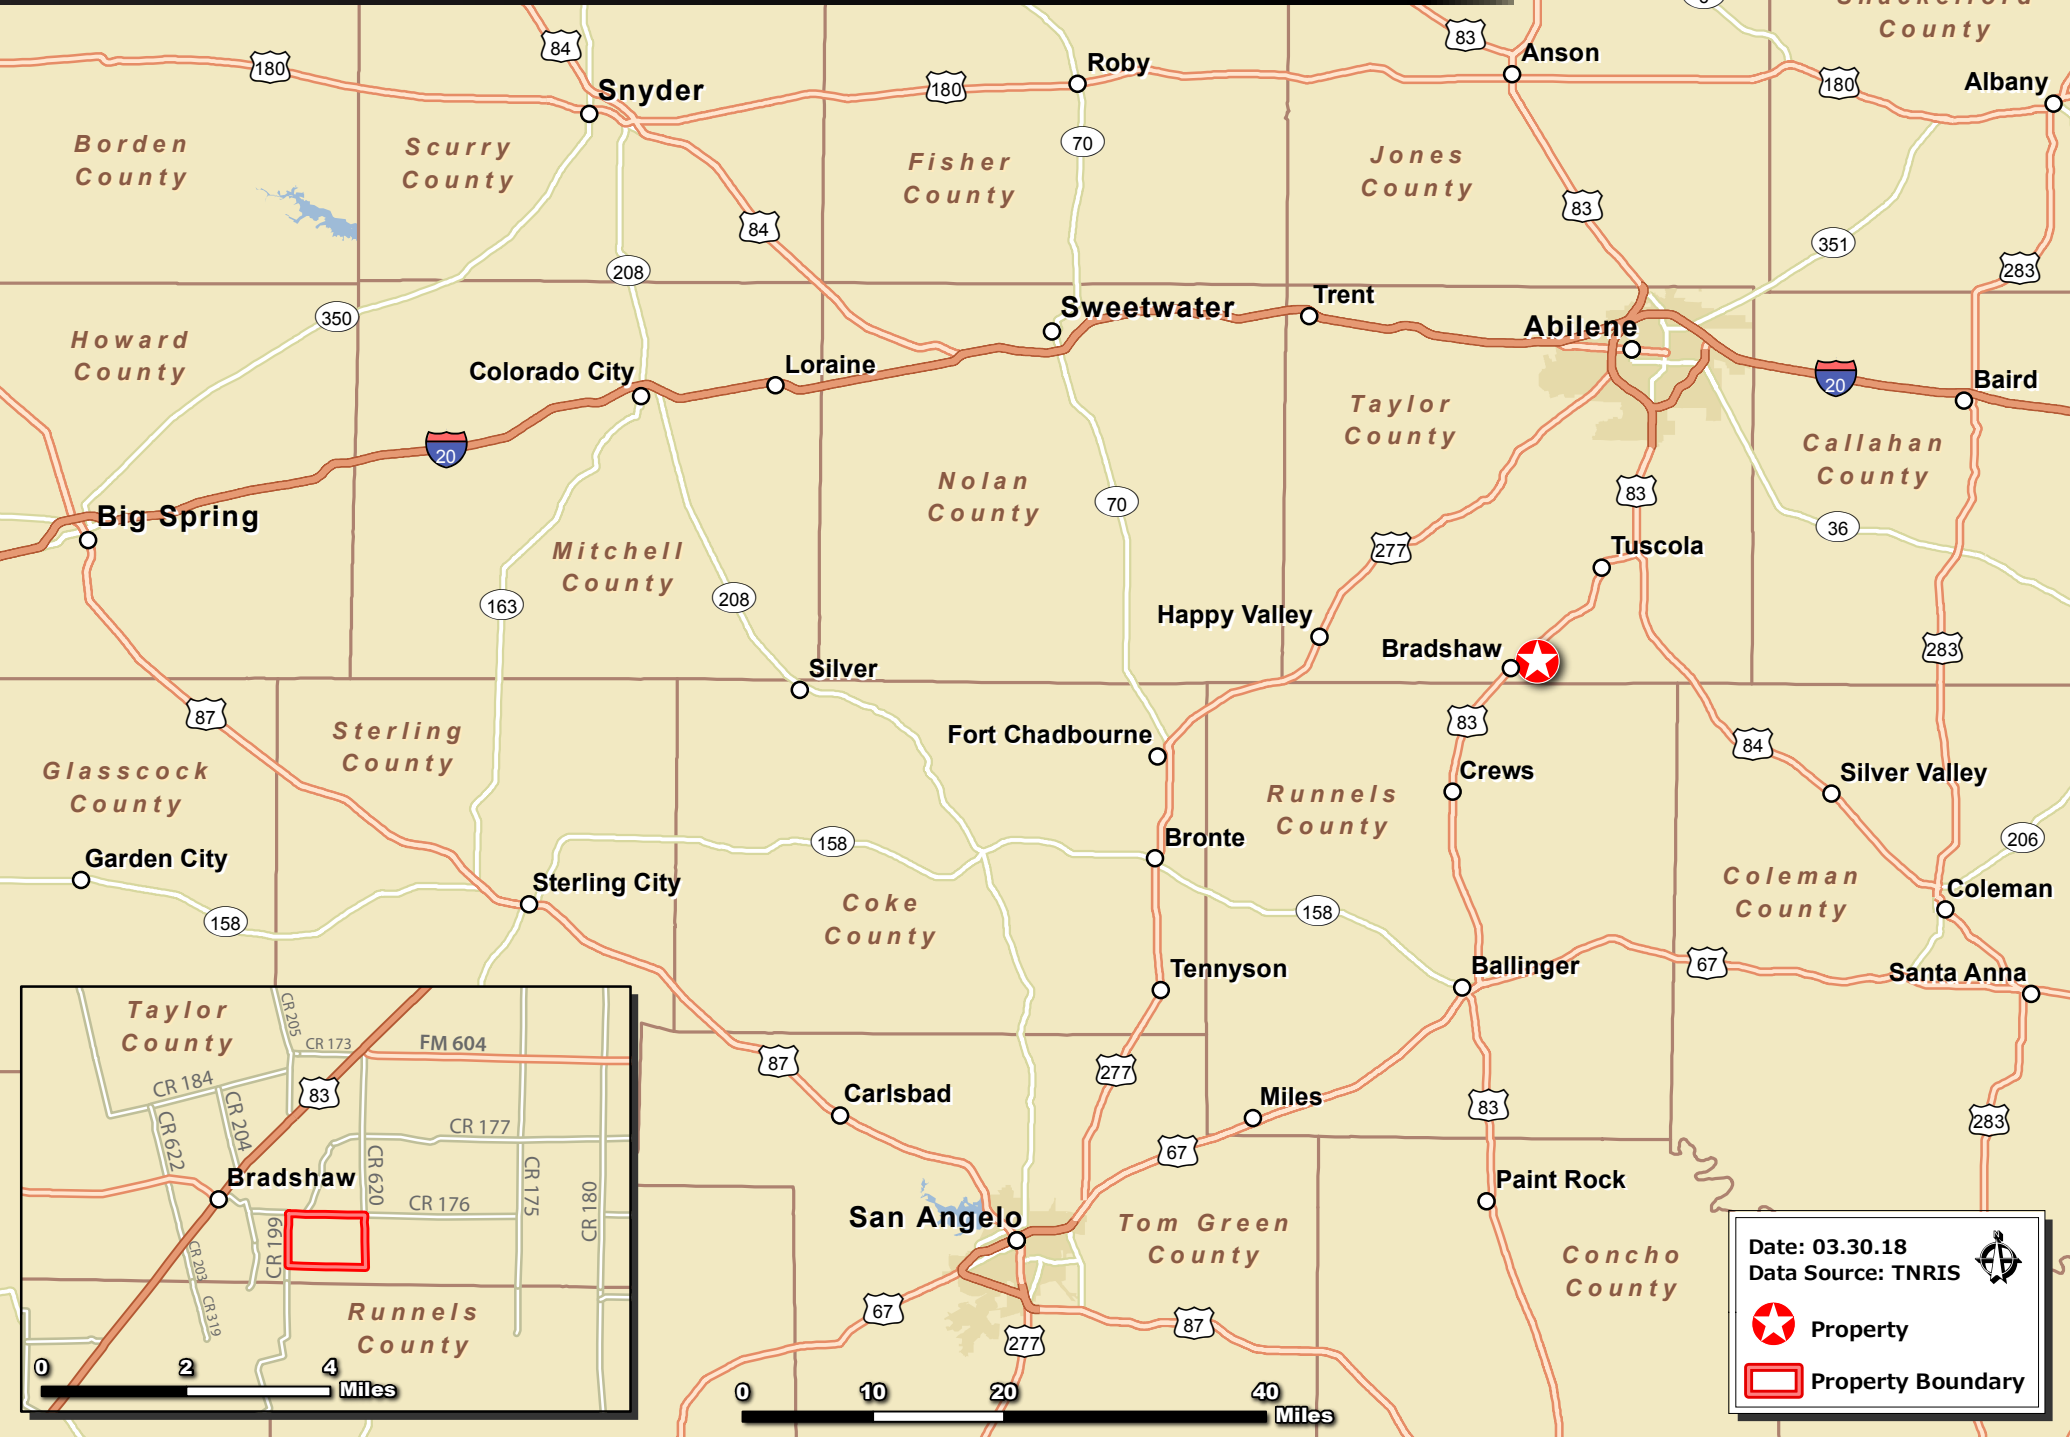 Shackelford
County
83
Anson
84
Roby
180
Snyder
180
180
Albany
70
Borden
County
Scurry
County
Fisher
County
Jones
County
83
84
351
208
283
Trent
Sweetwater
350
Abilene
Howard
County
Colorado City
Loraine
20
Baird
Taylor
County
20
Callahan
County
Nolan
County
83
70
Big Spring
36
Mitchell
County
277
Tuscola
163
208
Happy Valley
Bradshaw
283
Silver
87
83
Sterling
County
Fort Chadbourne
84
Glasscock
County
Crews
Silver Valley
Runnels
County
158
Bronte
206
Garden City
Sterling City
Coleman
County
Coleman
Coke
County
158
158
Tennyson
Ballinger
67
Santa Anna
Taylor
County
CR 205
CR 173
FM 604
CR 184
83
CR 204
CR 622
CR 177
Bradshaw
CR 620
CR 175
CR 176
CR 180
CR 199
CR 203
CR 319
Runnels
County
0 2 4
Miles
87
277
Carlsbad
Miles
83
283
67
Paint Rock
San Angelo
Tom Green
County
Concho
County
67
87
277
0 10 20 40
Miles
Date: 03.30.18
Data Source: TNRIS
Property
Property Boundary